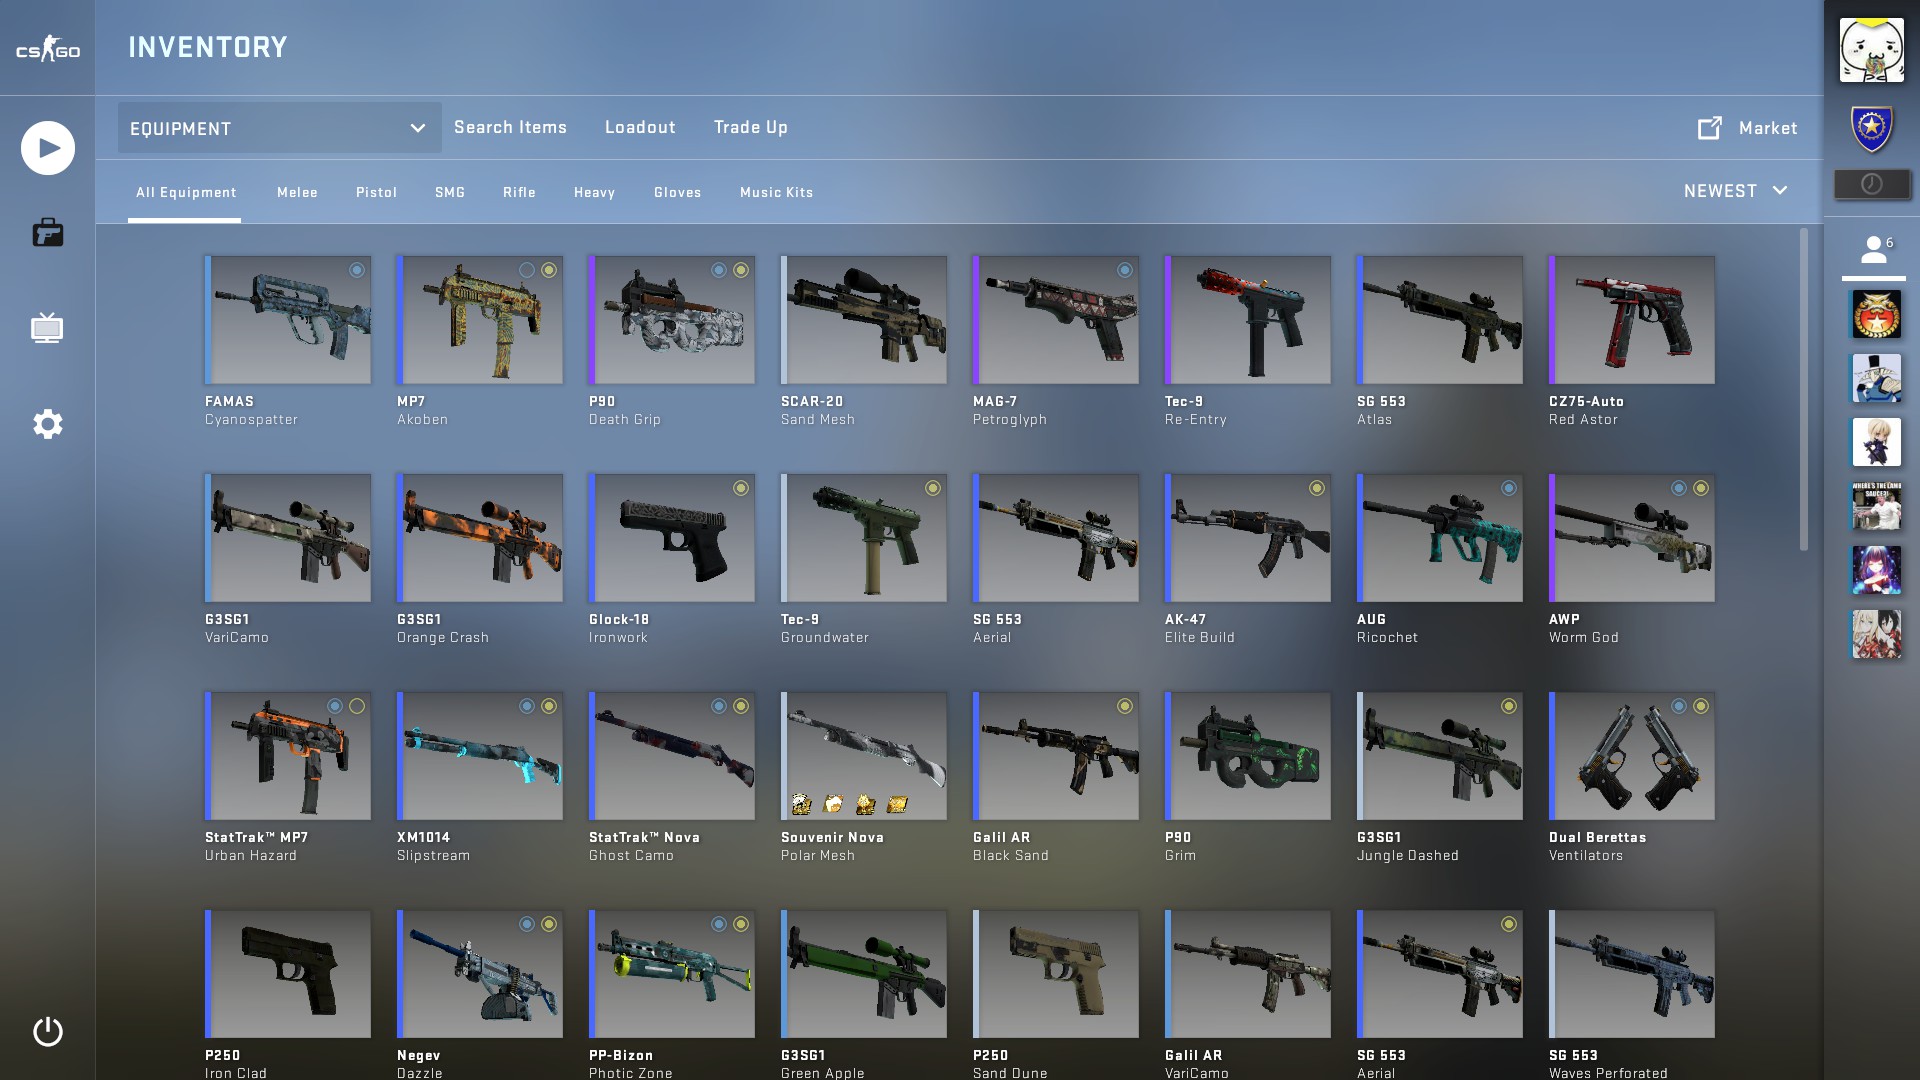 CS GO
INVENTORY
EQUIPMENT
Search Items
Loadout
Trade Up
Market
All Equipment
Melee
Pistol
SMG
Rifle
Heavy
Gloves
Music Kits
NEWEST
6
FAMAS
Cyanospatter
MP7
Akoben
P90
Death Grip
SCAR-20
Sand Mesh
MAG-7
Petroglyph
Tec-9
Re-Entry
SG 553
Atlas
CZ75-Auto
Red Astor
G3SG1
VariCamo
G3SG1
Orange Crash
Glock-18
Ironwork
Tec-9
Groundwater
SG 553
Aerial
AK-47
Elite Build
AUG
Ricochet
AWP
Worm God
StatTrak™ MP7
Urban Hazard
XM1014
Slipstream
StatTrak™ Nova
Ghost Camo
Souvenir Nova
Polar Mesh
Galil AR
Black Sand
P90
Grim
G3SG1
Jungle Dashed
Dual Berettas
Ventilators
P250
Iron Clad
Negev
Dazzle
PP-Bizon
Photic Zone
G3SG1
Green Apple
P250
Sand Dune
Galil AR
VariCamo
SG 553
Aerial
SG 553
Waves Perforated
WHERE'S THE LAMB
SAUCE?!